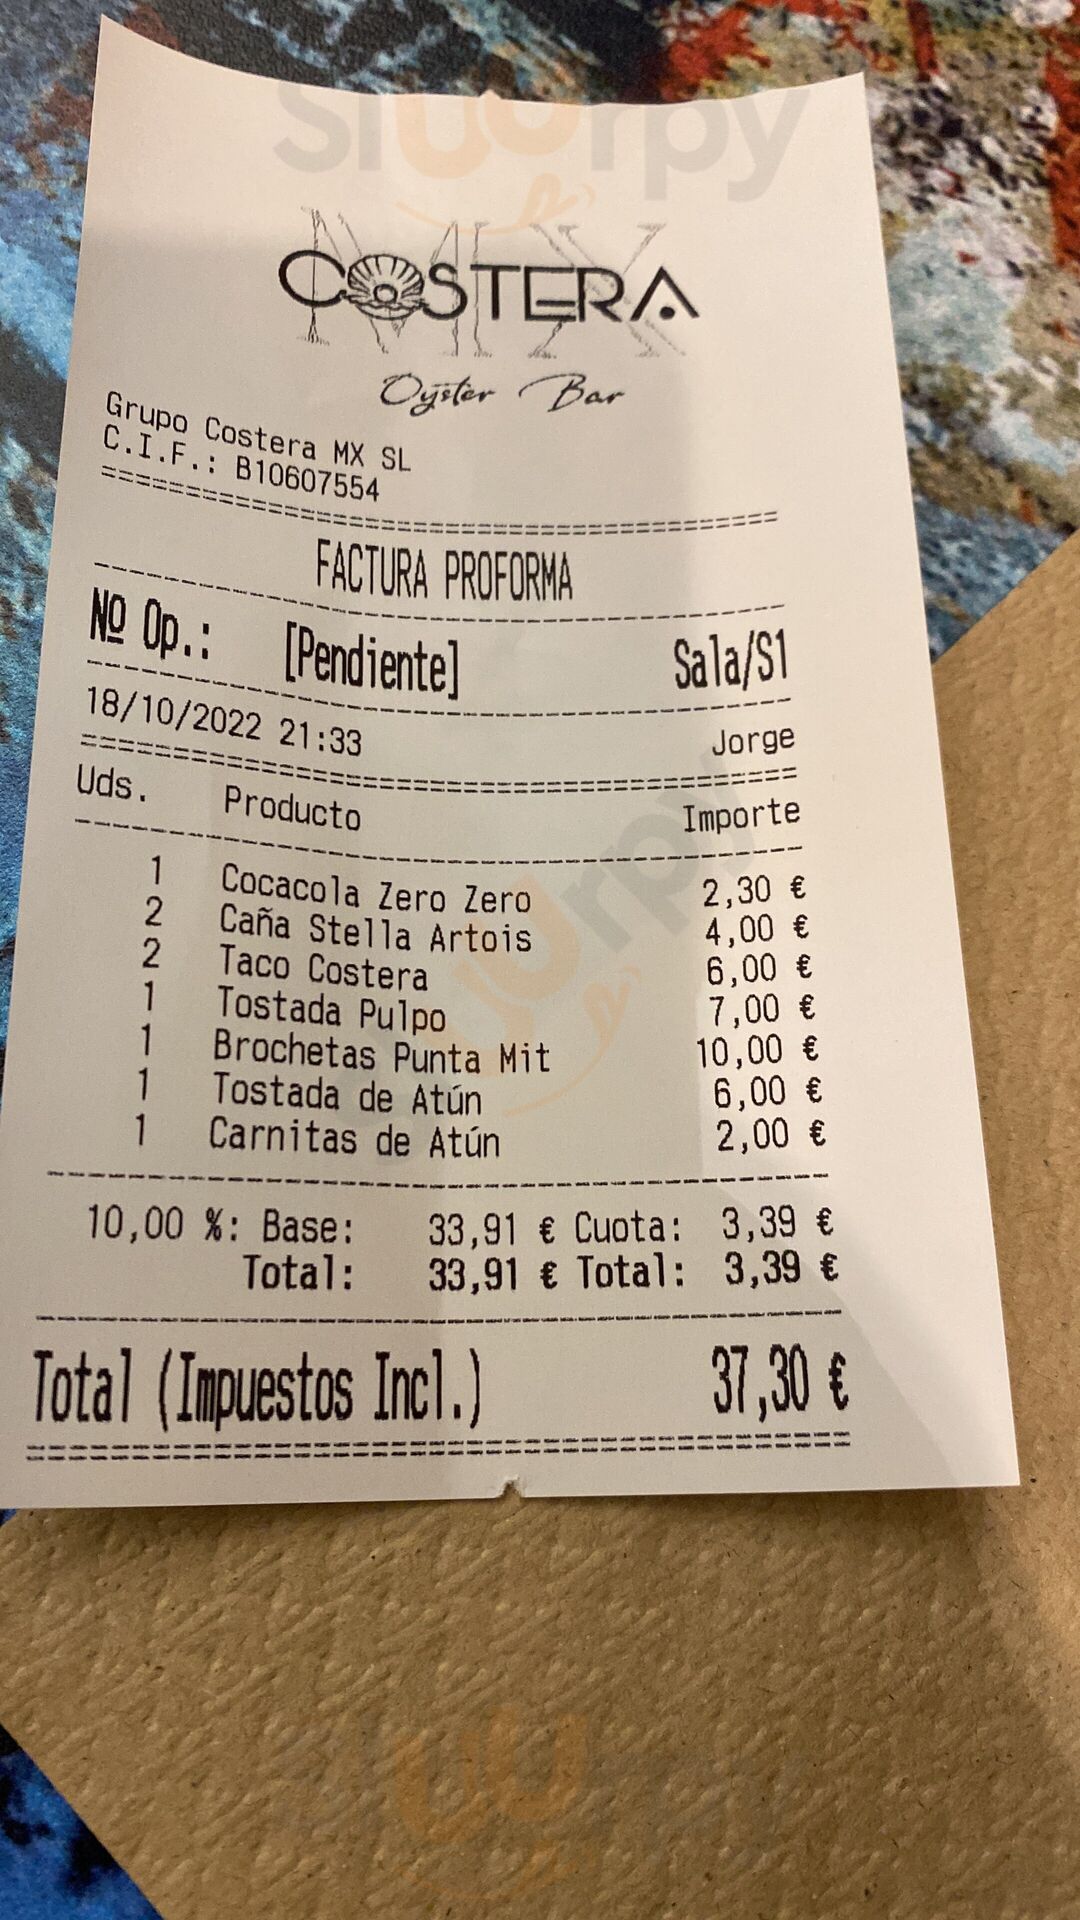 Sluurpy
MX
COSTERA
Oyster Bar
Grupo Costera MX SL
C.I.F.: B10607554
FACTURA PROFORMA
Nº Op.: [Pendiente] Sala/S1
18/10/2022 21:33 Jorge
Uds. Producto Importe
1 Cocacola Zero Zero 2,30 €
2 Caña Stella Artois 4,00 €
2 Taco Costera 6,00 €
1 Tostada Pulpo 7,00 €
1 Brochetas Punta Mit 10,00 €
1 Tostada de Atún 6,00 €
1 Carnitas de Atún 2,00 €
10,00 %: Base: 33,91 € Cuota: 3,39 €
Total: 33,91 € Total: 3,39 €
Total (Impuestos Incl.) 37,30 €